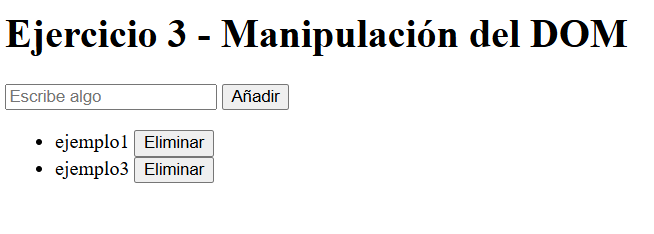 Ejercicio 3 - Manipulación del DOM
Escribe algo Añadir
ejemplo1 Eliminar
ejemplo3 Eliminar